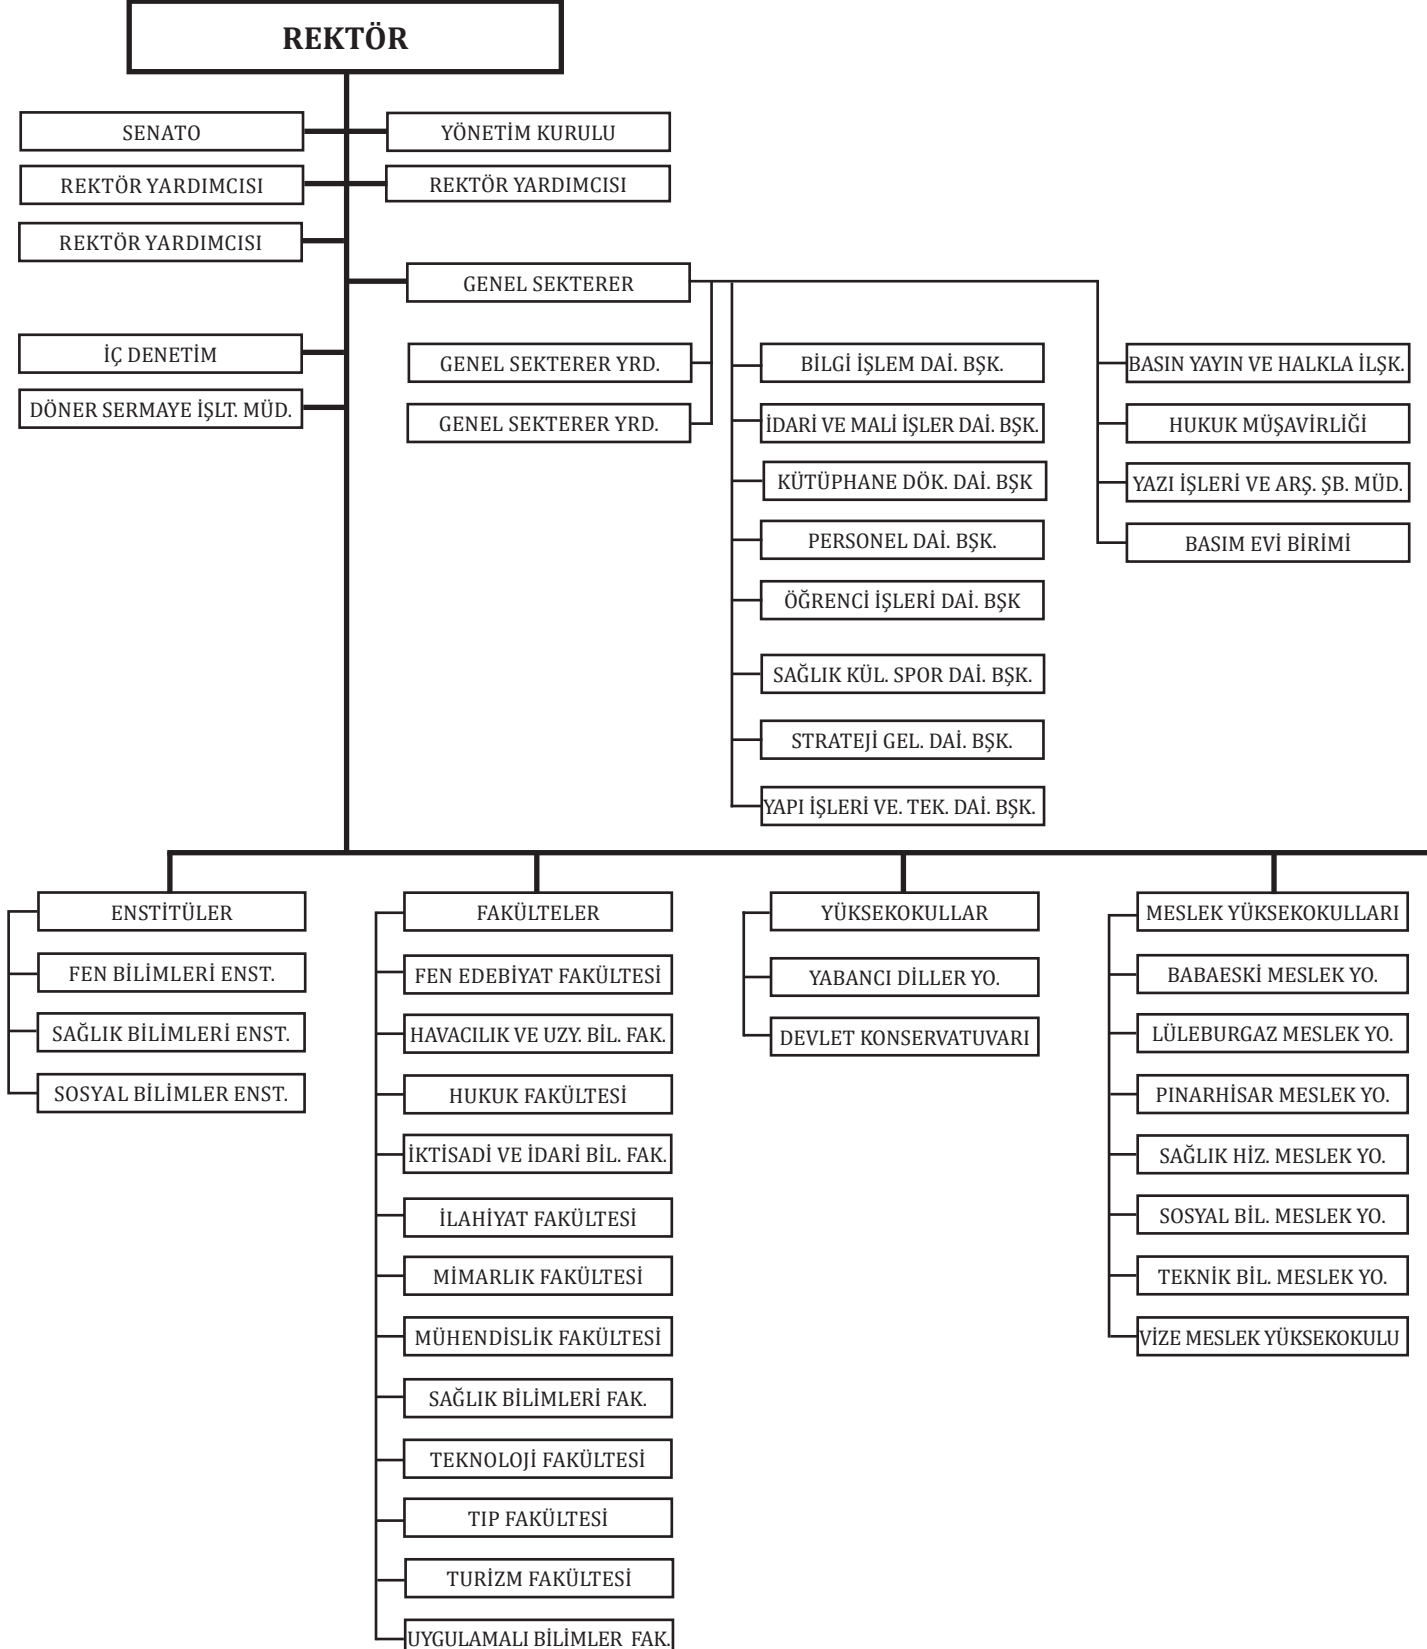 REKTÖR
SENATO
YÖNETİM KURULU
REKTÖR YARDIMCISI
REKTÖR YARDIMCISI
REKTÖR YARDIMCISI
GENEL SEKTERER
İÇ DENETİM
DÖNER SERMAYE İŞLT. MÜD.
GENEL SEKTERER YRD.
GENEL SEKTERER YRD.
BİLGİ İŞLEM DAİ. BŞK.
İDARİ VE MALİ İŞLER DAİ. BŞK.
KÜTÜPHANE DÖK. DAİ. BŞK
PERSONEL DAİ. BŞK.
ÖĞRENCİ İŞLERİ DAİ. BŞK
SAĞLIK KÜL. SPOR DAİ. BŞK.
STRATEJİ GEL. DAİ. BŞK.
YAPI İŞLERİ VE. TEK. DAİ. BŞK.
BASIN YAYIN VE HALKLA İLŞK.
HUKUK MÜŞAVİRLİĞİ
YAZI İŞLERİ VE ARŞ. ŞB. MÜD.
BASIM EVİ BİRİMİ
ENSTİTÜLER
FEN BİLİMLERİ ENST.
SAĞLIK BİLİMLERİ ENST.
SOSYAL BİLİMLER ENST.
FAKÜLTELER
FEN EDEBİYAT FAKÜLTESİ
HAVACILIK VE UZY. BİL. FAK.
HUKUK FAKÜLTESİ
İKTİSADİ VE İDARİ BİL. FAK.
İLAHİYAT FAKÜLTESİ
MİMARLIK FAKÜLTESİ
MÜHENDİSLİK FAKÜLTESİ
SAĞLIK BİLİMLERİ FAK.
TEKNOLOJİ FAKÜLTESİ
TIP FAKÜLTESİ
TURİZM FAKÜLTESİ
UYGULAMALI BİLİMLER FAK.
YÜKSEKOKULLAR
YABANCI DİLLER YO.
DEVLET KONSERVATUVARI
MESLEK YÜKSEKOKULLARI
BABAESKİ MESLEK YO.
LÜLEBURGAZ MESLEK YO.
PINARHİSAR MESLEK YO.
SAĞLIK HİZ. MESLEK YO.
SOSYAL BİL. MESLEK YO.
TEKNİK BİL. MESLEK YO.
VİZE MESLEK YÜKSEKOKULU